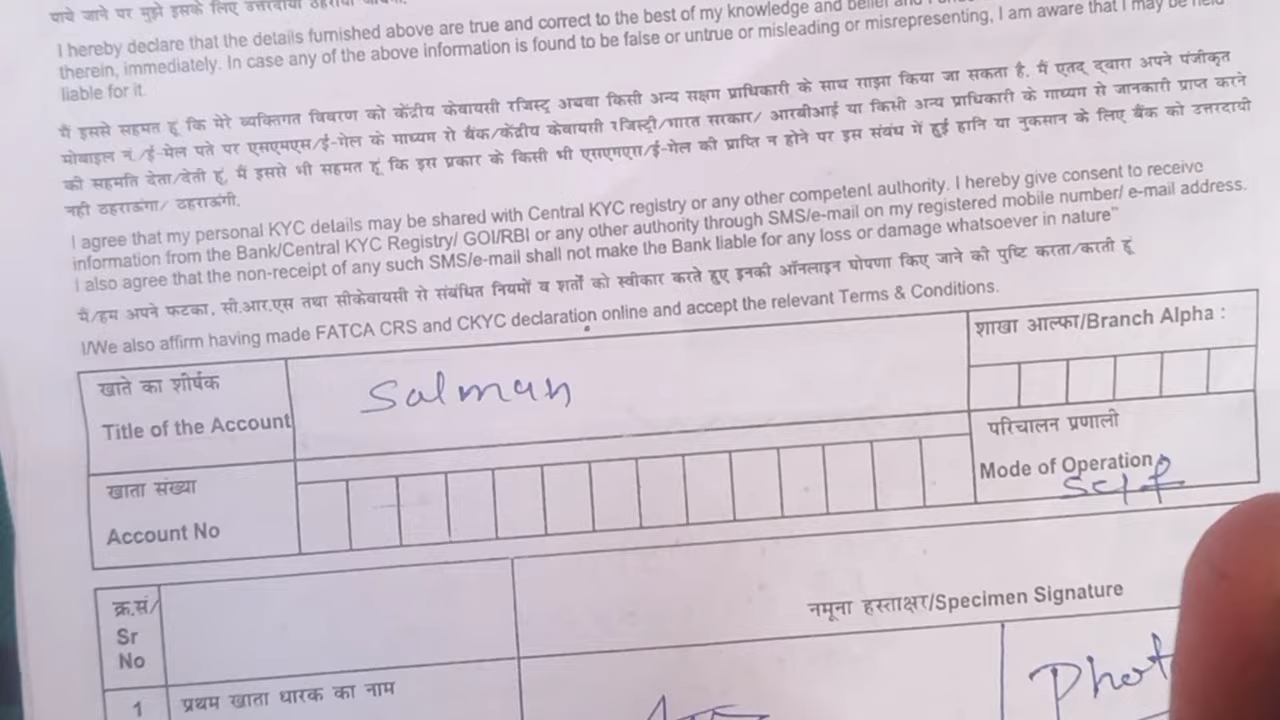 पाये जाने पर मुझे इसके लिए उत्तरदायी ठहराया
I hereby declare that the details furnished above are true and correct to the best of my knowledge and belief and
therein, immediately. In case any of the above information is found to be false or untrue or misleading or misrepresenting, I am aware that I may be held
liable for it.
मैं इससे सहमत हूं कि मेरे व्यक्तिगत विवरण को केंद्रीय केवायसी रजिस्ट्र अथवा किसी अन्य सक्षम प्राधिकारी के साथ साझा किया जा सकता है. मैं एतद् द्वारा अपने पंजीकृत
मोबाइल नं./ई-मेल पते पर एसएमएस/ई-मेल के माध्यम से बैंक/केंद्रीय केवायसी रजिस्ट्री/भारत सरकार/ आरबीआई या किसी अन्य प्राधिकारी के माध्यम से जानकारी प्राप्त करने
की सहमति देता/देती हूं. मैं इससे भी सहमत हूं कि इस प्रकार के किसी भी एसएमएस/ई-मेल की प्राप्ति न होने पर इस संबंध में हुई हानि या नुकसान के लिए बैंक को उत्तरदायी
नही ठहराऊंगा/ ठहराऊंगी.
I agree that my personal KYC details may be shared with Central KYC registry or any other competent authority. I hereby give consent to receive
information from the Bank/Central KYC Registry/ GOI/RBI or any other authority through SMS/e-mail on my registered mobile number/ e-mail address.
I also agree that the non-receipt of any such SMS/e-mail shall not make the Bank liable for any loss or damage whatsoever in nature"
मैं/हम अपने फटका, सी.आर.एस तथा सीकेवायसी से संबंधित नियमों व शर्तों को स्वीकार करते हुए इनकी ऑनलाइन घोषणा किए जाने की पुष्टि करता/करती हूं
I/We also affirm having made FATCA CRS and CKYC declaration online and accept the relevant Terms & Conditions.
खाते का शीर्षक
Title of the Account
Salman
शाखा आल्फा/Branch Alpha :
खाता संख्या
Account No
परिचालन प्रणाली
Mode of Operation
Self
क्र.सं/
Sr
No
नमूना हस्ताक्षर/Specimen Signature
1
प्रथम खाता धारक का नाम
Phot